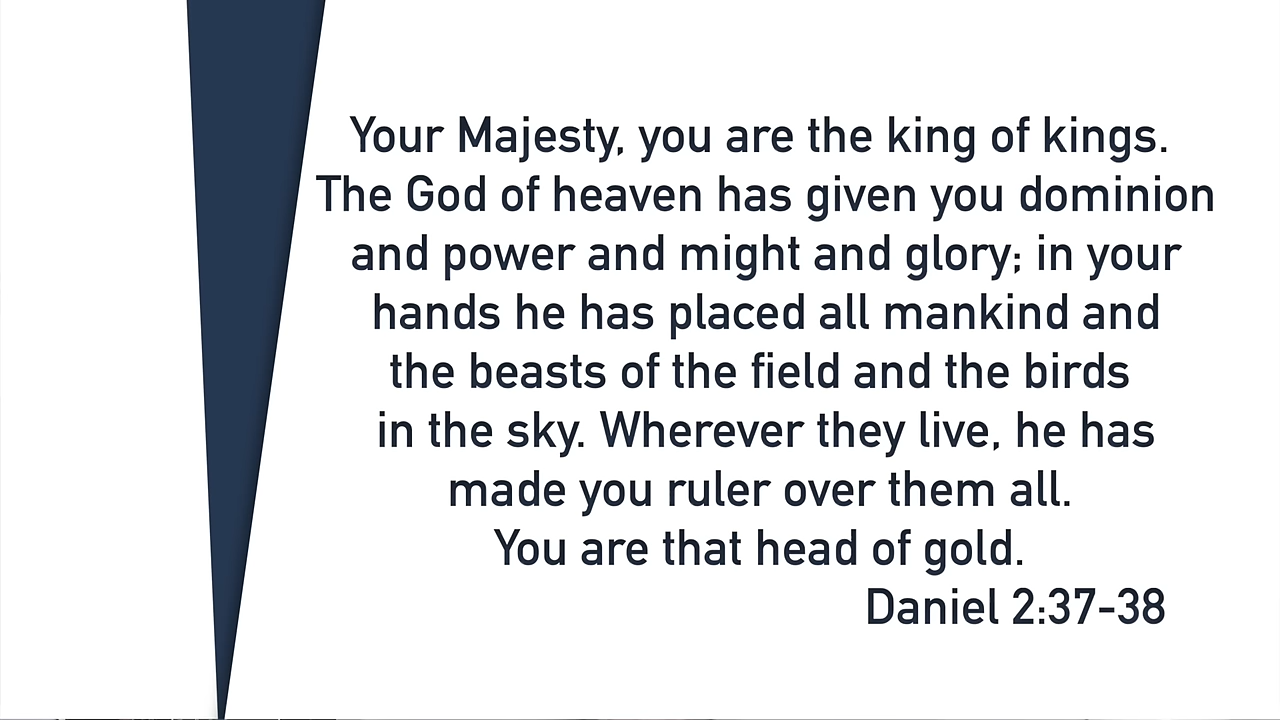 Your Majesty, you are the king of kings.
The God of heaven has given you dominion
and power and might and glory; in your
hands he has placed all mankind and
the beasts of the field and the birds
in the sky. Wherever they live, he has
made you ruler over them all.
You are that head of gold.
Daniel 2:37-38